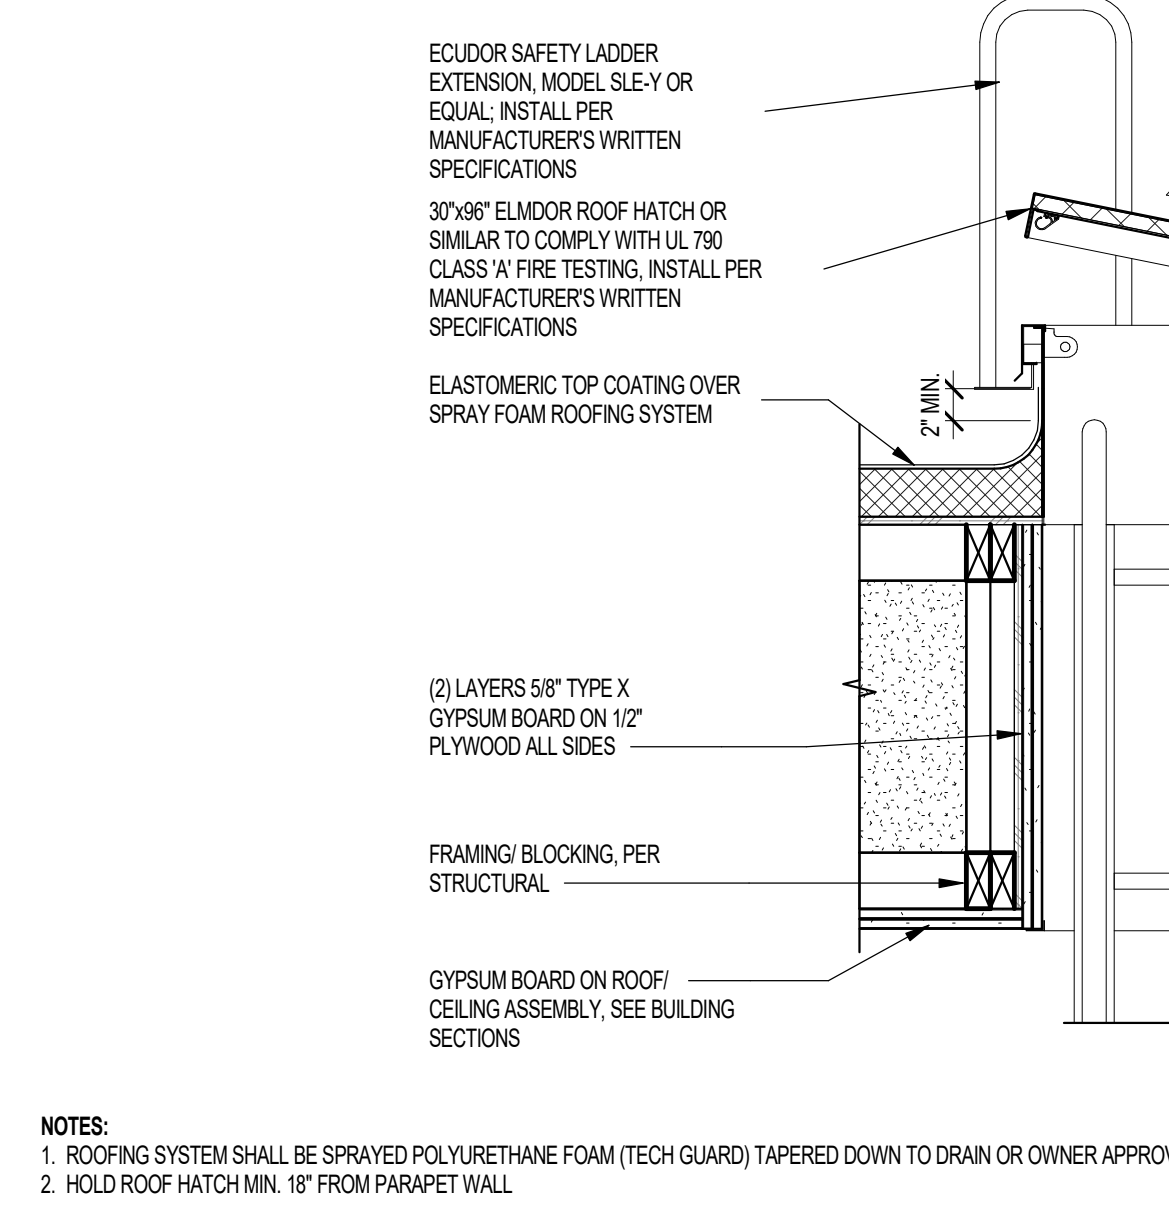 ECUDOR SAFETY LADDER
EXTENSION, MODEL SLE-Y OR
EQUAL; INSTALL PER
MANUFACTURER'S WRITTEN
SPECIFICATIONS
30"x96" ELMDOR ROOF HATCH OR
SIMILAR TO COMPLY WITH UL 790
CLASS 'A' FIRE TESTING, INSTALL PER
MANUFACTURER'S WRITTEN
SPECIFICATIONS
ELASTOMERIC TOP COATING OVER
SPRAY FOAM ROOFING SYSTEM
2" MIN.
(2) LAYERS 5/8" TYPE X
GYPSUM BOARD ON 1/2"
PLYWOOD ALL SIDES
FRAMING/ BLOCKING, PER
STRUCTURAL
GYPSUM BOARD ON ROOF/
CEILING ASSEMBLY, SEE BUILDING
SECTIONS
NOTES:
1. ROOFING SYSTEM SHALL BE SPRAYED POLYURETHANE FOAM (TECH GUARD) TAPERED DOWN TO DRAIN OR OWNER APPROV
2. HOLD ROOF HATCH MIN. 18" FROM PARAPET WALL